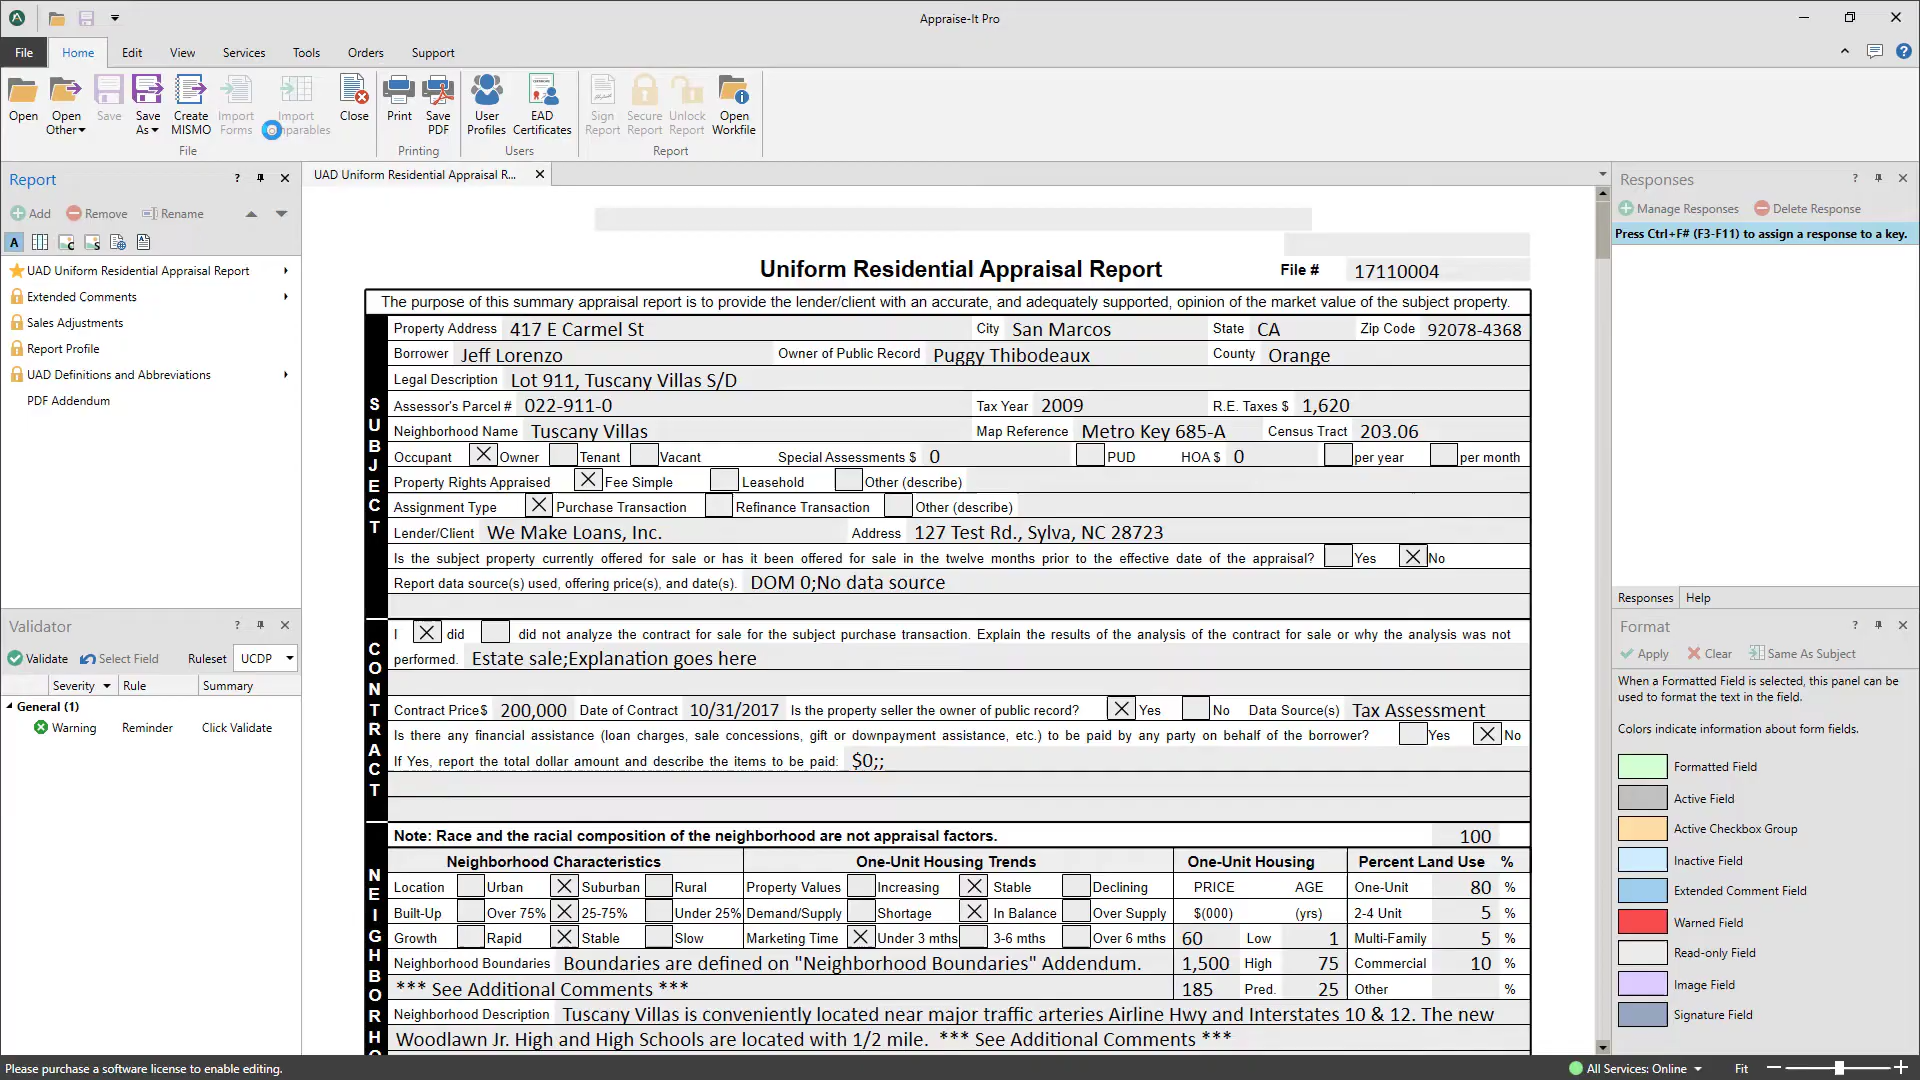 Appraise-It Pro
File Home Edit View Services Tools Orders Support
Open
Open Other
Save
Save As
Create MISMO
Import Forms
Import
Close
Print
Save PDF
User Profiles
EAD Certificates
Sign Report
Secure Report
Unlock Report
Open Workfile
File Printing Users Report
Report
Add Remove Rename
UAD Uniform Residential Appraisal Report
Extended Comments
Sales Adjustments
Report Profile
UAD Definitions and Abbreviations
PDF Addendum
Validator
Validate Select Field Ruleset UCDP
Severity Rule Summary
General (1)
Warning Reminder Click Validate
UAD Uniform Residential Appraisal R...
Uniform Residential Appraisal Report File # 17110004
The purpose of this summary appraisal report is to provide the lender/client with an accurate, and adequately supported, opinion of the market value of the subject property.
SUBJECT
Property Address 417 E Carmel St City San Marcos State CA Zip Code 92078-4368
Borrower Jeff Lorenzo Owner of Public Record Puggy Thibodeaux County Orange
Legal Description Lot 911, Tuscany Villas S/D
Assessor's Parcel # 022-911-0 Tax Year 2009 R.E. Taxes $ 1,620
Neighborhood Name Tuscany Villas Map Reference Metro Key 685-A Census Tract 203.06
Occupant X Owner Tenant Vacant Special Assessments $ 0 PUD HOA $ 0 per year per month
Property Rights Appraised X Fee Simple Leasehold Other (describe)
Assignment Type X Purchase Transaction Refinance Transaction Other (describe)
Lender/Client We Make Loans, Inc. Address 127 Test Rd., Sylva, NC 28723
Is the subject property currently offered for sale or has it been offered for sale in the twelve months prior to the effective date of the appraisal? Yes X No
Report data source(s) used, offering price(s), and date(s). DOM 0;No data source
CONTRACT
I X did did not analyze the contract for sale for the subject purchase transaction. Explain the results of the analysis of the contract for sale or why the analysis was not
performed. Estate sale;Explanation goes here
Contract Price$ 200,000 Date of Contract 10/31/2017 Is the property seller the owner of public record? X Yes No Data Source(s) Tax Assessment
Is there any financial assistance (loan charges, sale concessions, gift or downpayment assistance, etc.) to be paid by any party on behalf of the borrower? Yes X No
If Yes, report the total dollar amount and describe the items to be paid: $0;;
NEIGHBORHO
Note: Race and the racial composition of the neighborhood are not appraisal factors. 100
Neighborhood Characteristics One-Unit Housing Trends One-Unit Housing Percent Land Use %
Location Urban X Suburban Rural Property Values Increasing X Stable Declining PRICE AGE One-Unit 80 %
Built-Up Over 75% X 25-75% Under 25% Demand/Supply Shortage X In Balance Over Supply $(000) (yrs) 2-4 Unit 5 %
Growth Rapid X Stable Slow Marketing Time X Under 3 mths 3-6 mths Over 6 mths 60 Low 1 Multi-Family 5 %
Neighborhood Boundaries Boundaries are defined on "Neighborhood Boundaries" Addendum. 1,500 High 75 Commercial 10 %
*** See Additional Comments *** 185 Pred. 25 Other %
Neighborhood Description Tuscany Villas is conveniently located near major traffic arteries Airline Hwy and Interstates 10 & 12. The new
Woodlawn Jr. High and High Schools are located with 1/2 mile. *** See Additional Comments ***
Responses
Manage Responses Delete Response
Press Ctrl+F# (F3-F11) to assign a response to a key.
Responses Help
Format
Apply Clear Same As Subject
When a Formatted Field is selected, this panel can be
used to format the text in the field.
Colors indicate information about form fields.
Formatted Field
Active Field
Active Checkbox Group
Inactive Field
Extended Comment Field
Warned Field
Read-only Field
Image Field
Signature Field
Please purchase a software license to enable editing. All Services: Online Fit